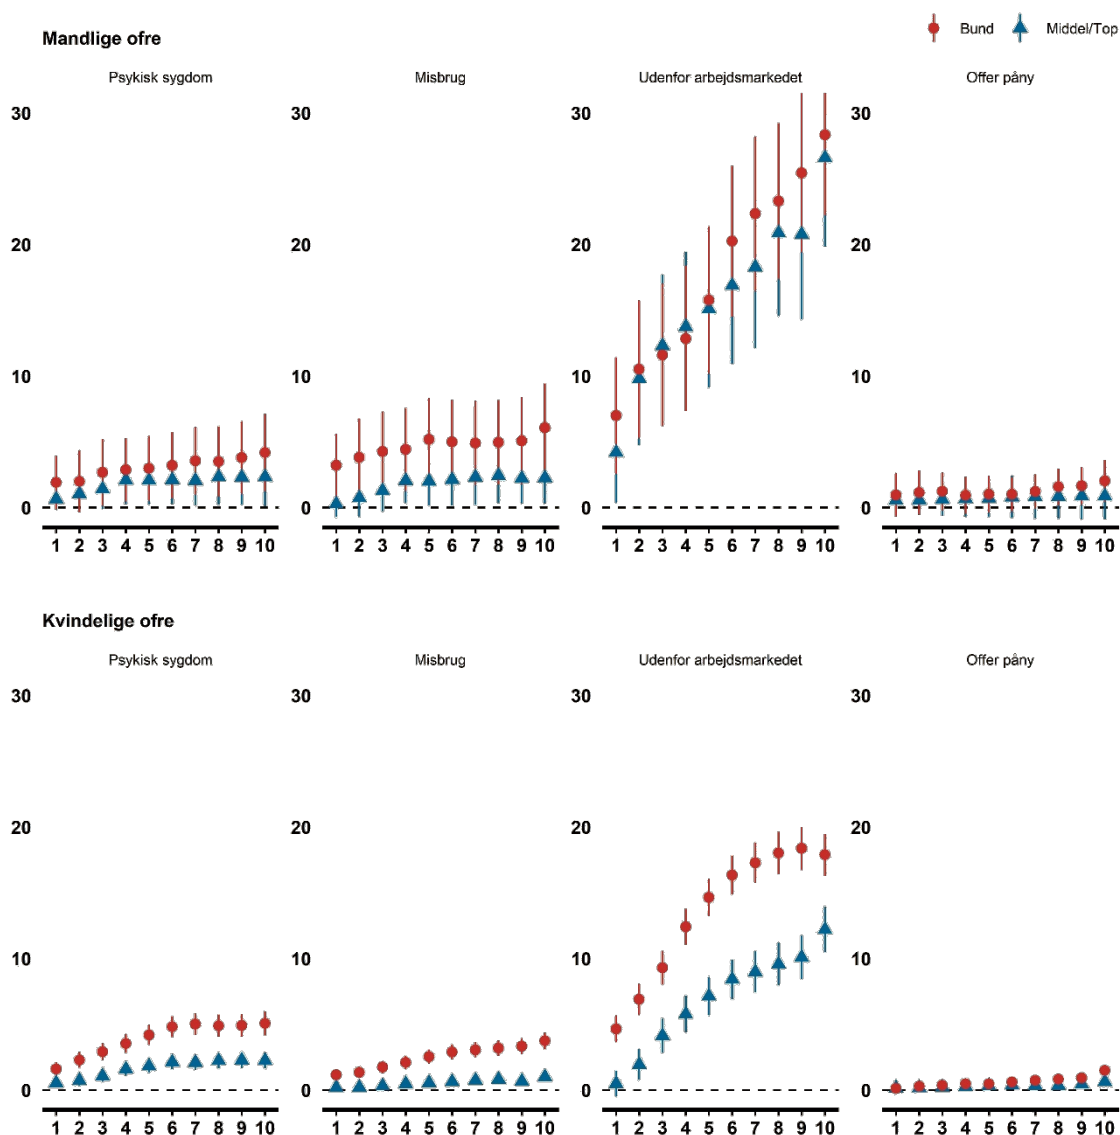 Bund Middel/Top
Mandlige ofre
Psykisk sygdom Misbrug Udenfor arbejdsmarkedet Offer påny
30 30 30 30
20 20 20 20
10 10 10 10
0 0 0 0
1 2 3 4 5 6 7 8 9 10 1 2 3 4 5 6 7 8 9 10 1 2 3 4 5 6 7 8 9 10 1 2 3 4 5 6 7 8 9 10
Kvindelige ofre
Psykisk sygdom Misbrug Udenfor arbejdsmarkedet Offer påny
30 30 30 30
20 20 20 20
10 10 10 10
0 0 0 0
1 2 3 4 5 6 7 8 9 10 1 2 3 4 5 6 7 8 9 10 1 2 3 4 5 6 7 8 9 10 1 2 3 4 5 6 7 8 9 10